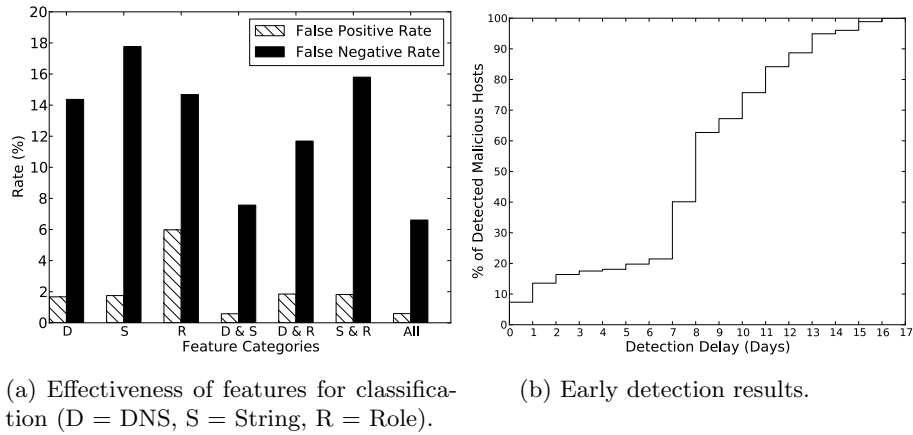 20
18
16
14
12
10
8
6
4
2
0
Rate (%)
False Positive Rate
False Negative Rate
D S R D & S D & R S & R All
Feature Categories
(a) Effectiveness of features for classifica-
tion (D = DNS, S = String, R = Role).
100
90
80
70
60
50
40
30
20
10
0
% of Detected Malicious Hosts
0 1 2 3 4 5 6 7 8 9 10 11 12 13 14 15 16 17
Detection Delay (Days)
(b) Early detection results.